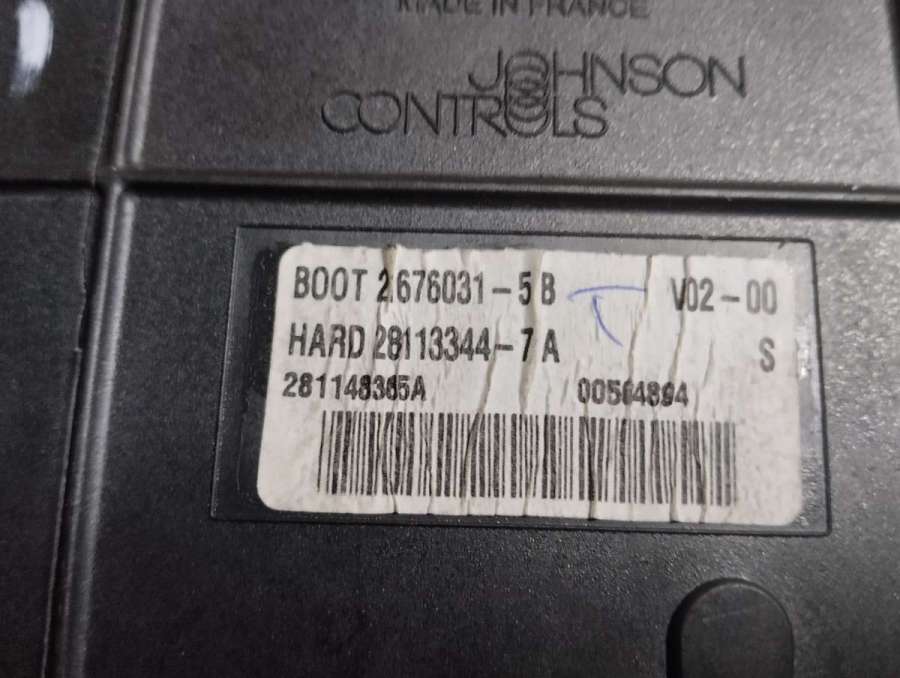 MADE IN FRANCE
JOHNSON
CONTROLS
BOOT 2676031-5 B V02-00
HARD 28113344-7 A S
281148365A 00564894